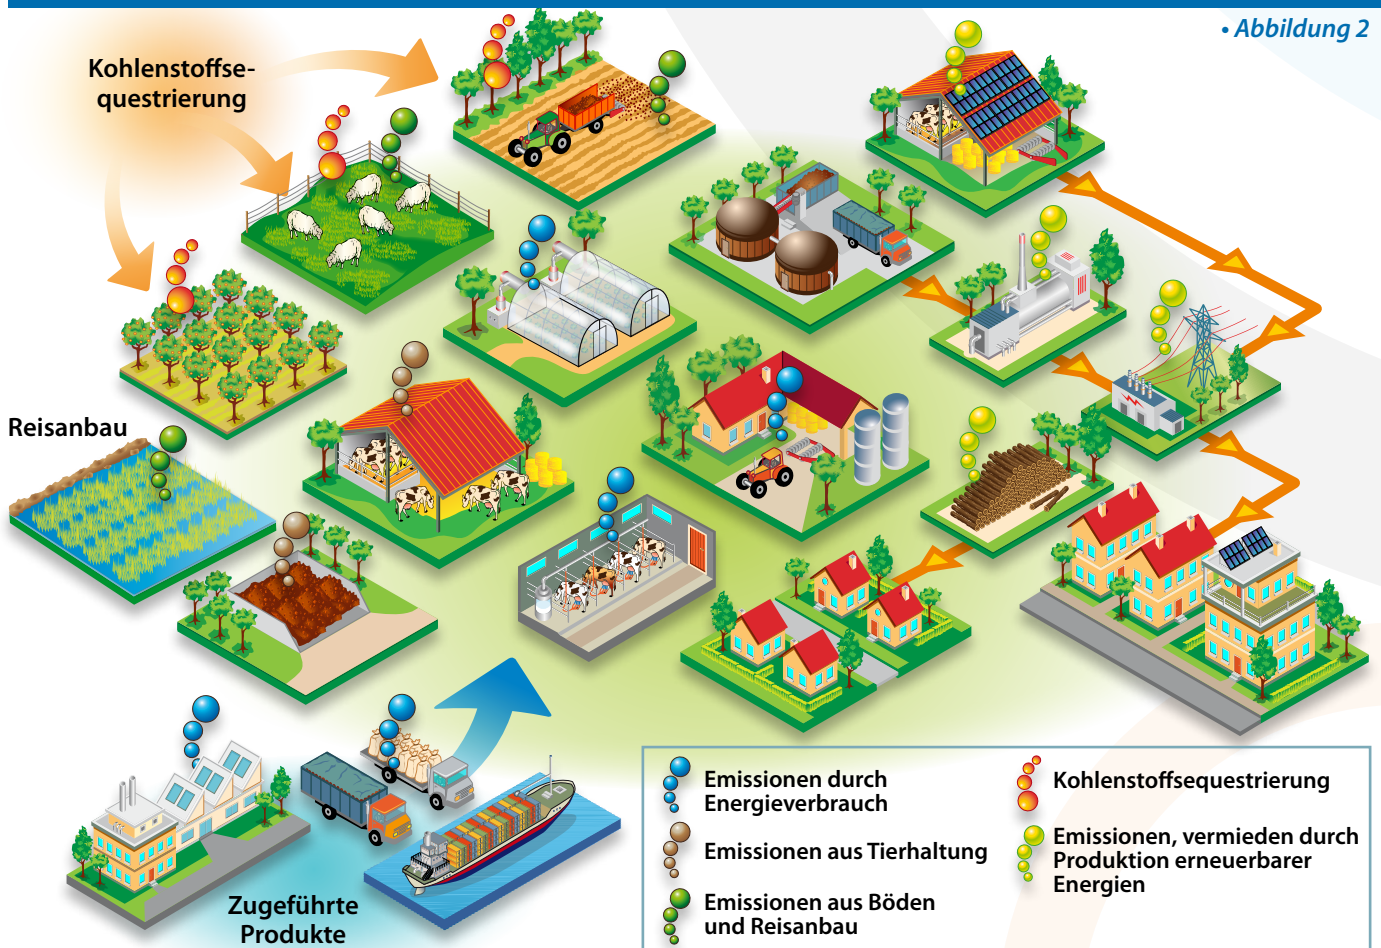 • Abbildung 2
Kohlenstoffse-
questrierung
Reisanbau
Zugeführte
Produkte
Emissionen durch
Energieverbrauch
Emissionen aus Tierhaltung
Emissionen aus Böden
und Reisanbau
Kohlenstoffsequestrierung
Emissionen, vermieden durch
Produktion erneuerbarer
Energien